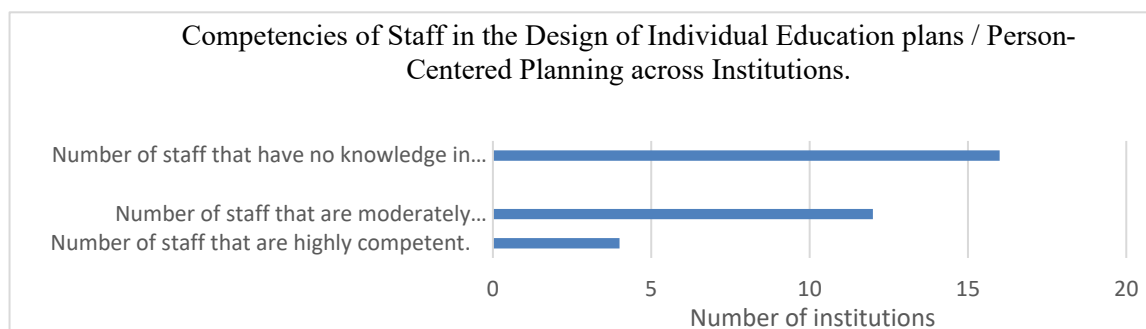 Competencies of Staff in the Design of Individual Education plans / Person-
Centered Planning across Institutions.
Number of staff that have no knowledge in...
Number of staff that are moderately...
Number of staff that are highly competent.
0 5 10 15 20
Number of institutions